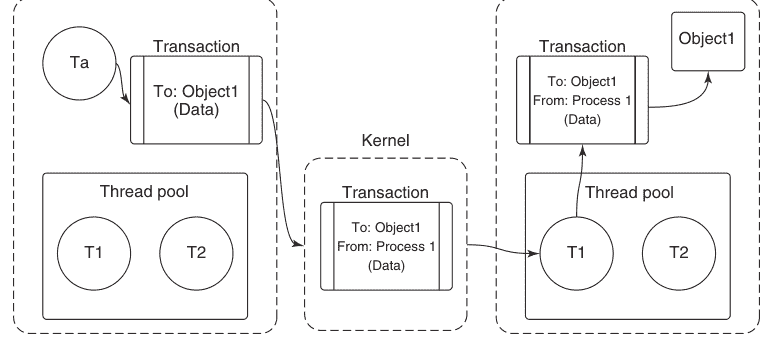 Ta
Transaction
To: Object1
(Data)
Thread pool
T1
T2
Kernel
Transaction
To: Object1
From: Process 1
(Data)
Transaction
To: Object1
From: Process 1
(Data)
Object1
Thread pool
T1
T2